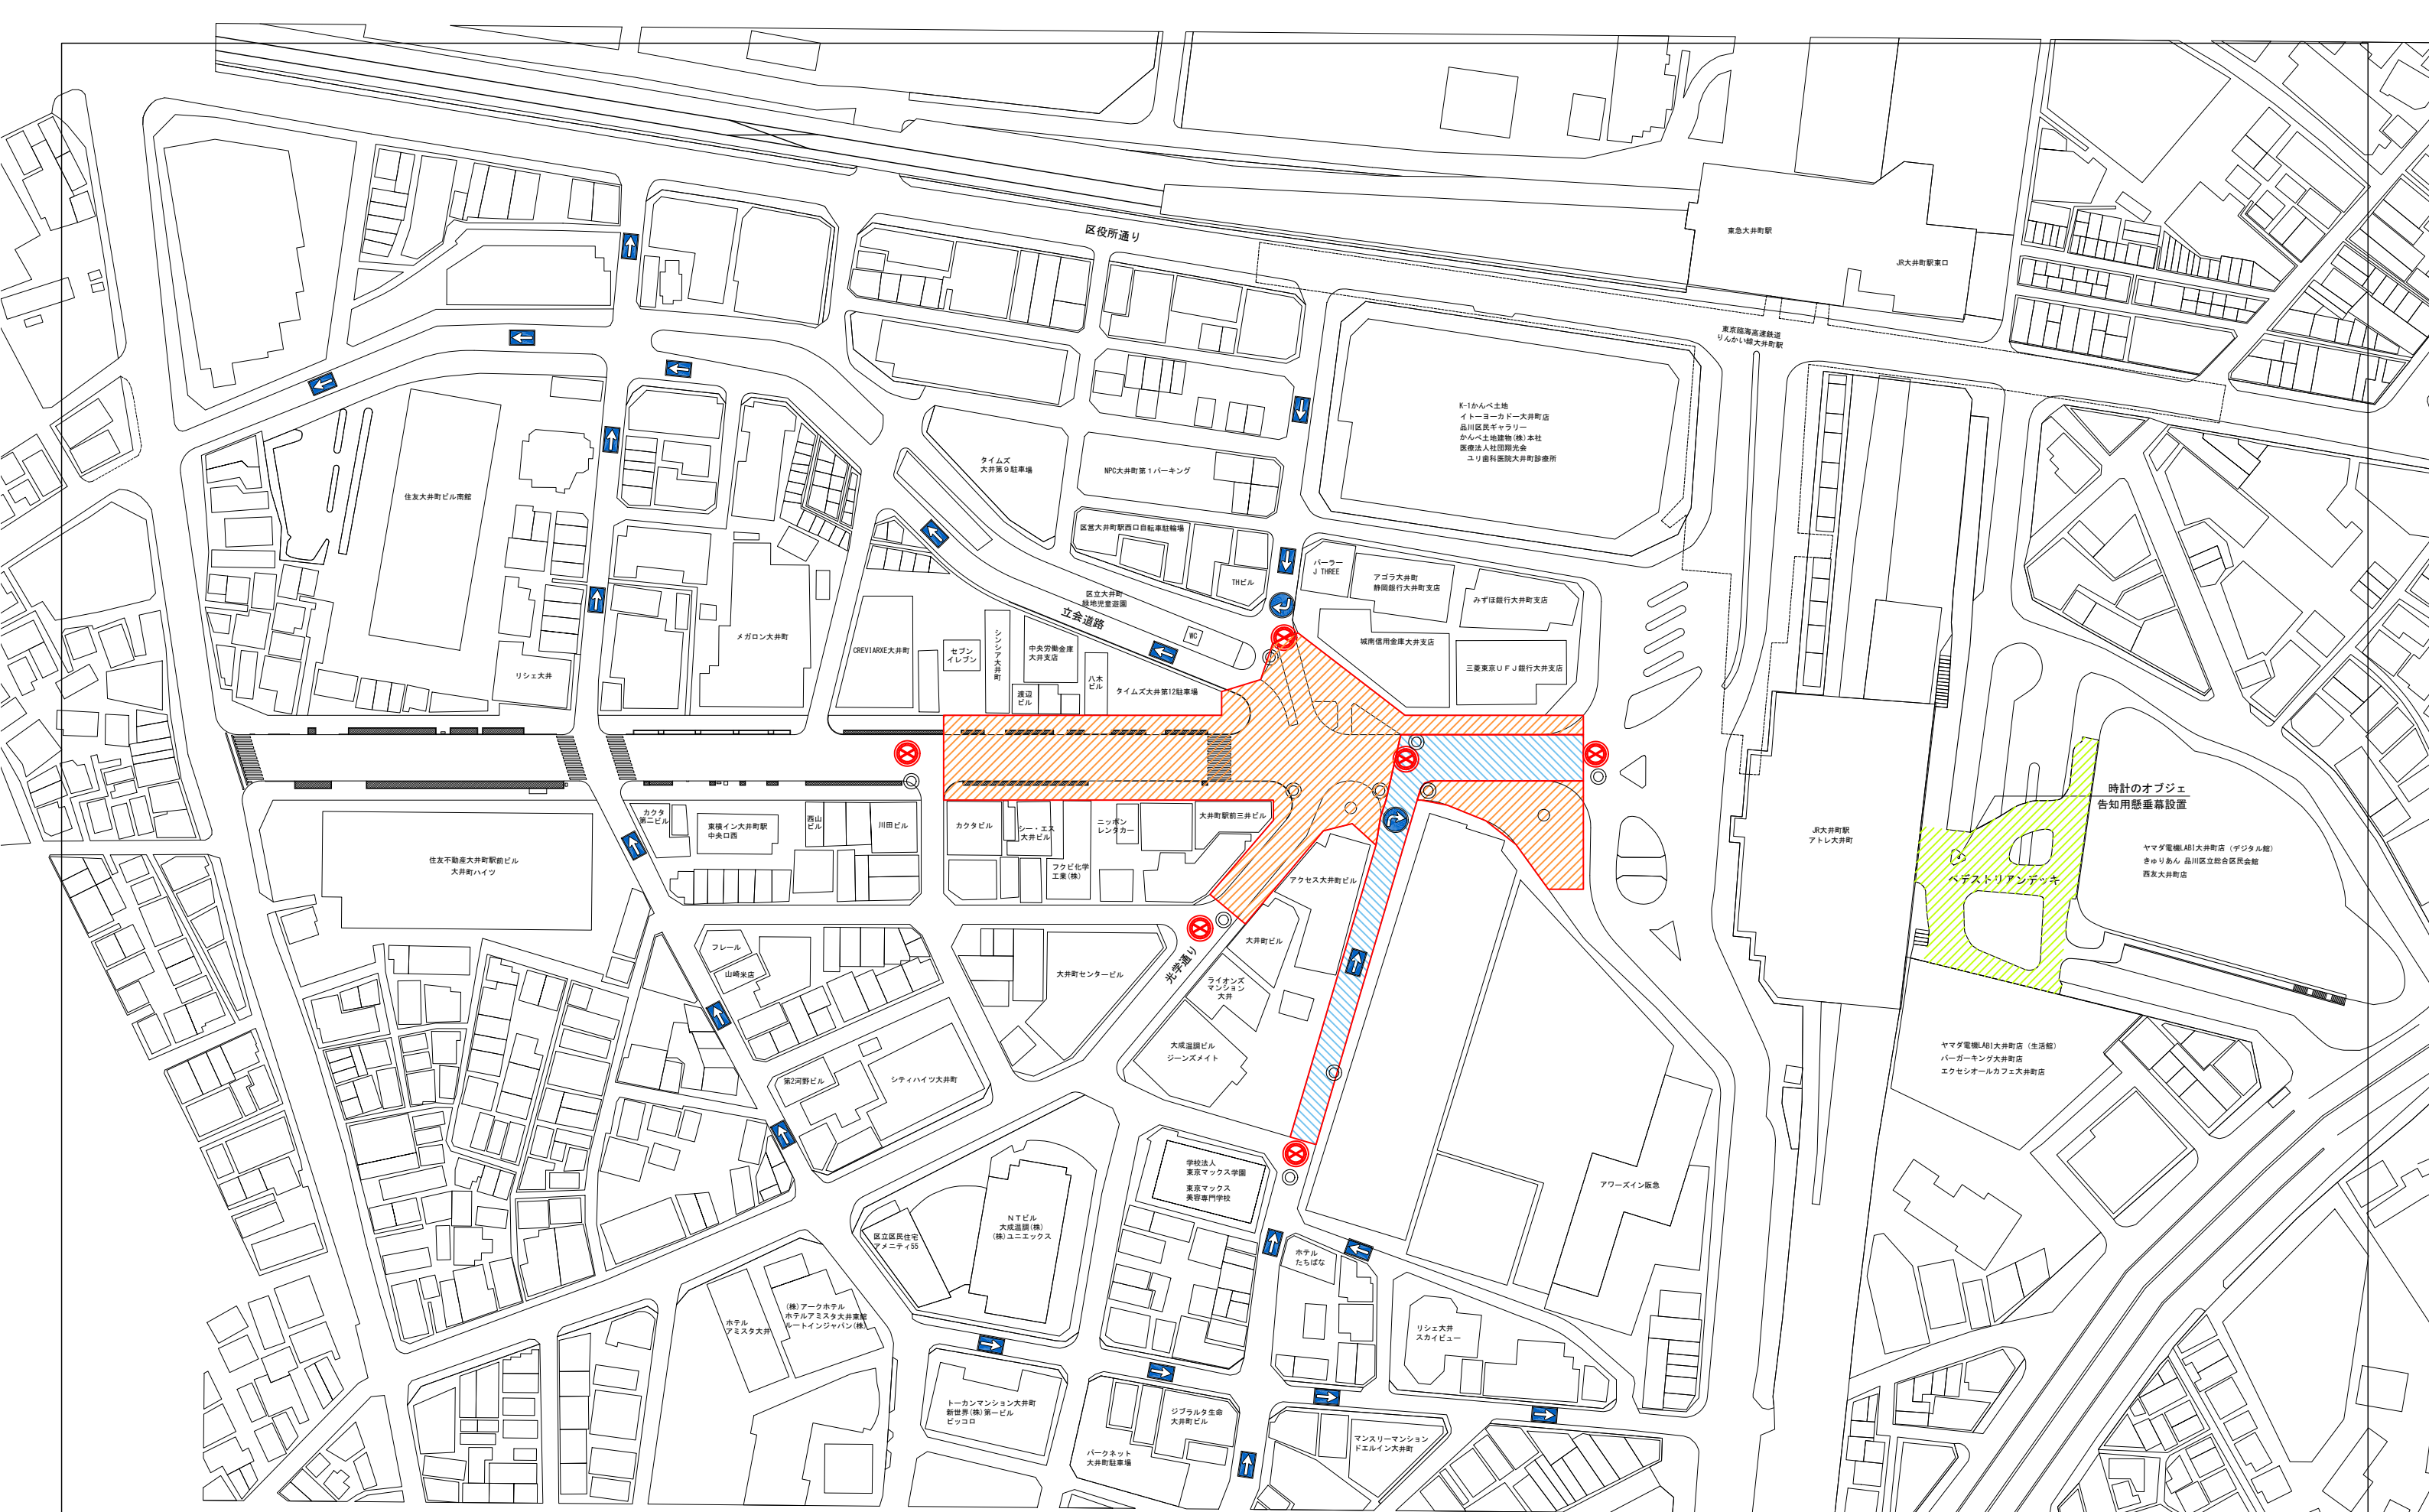 区役所通り
東急大井町駅
JR大井町駅東口
東京臨海高速鉄道
りんかい線大井町駅
K-1かんべ土地
イトーヨーカドー大井町店
品川区民ギャラリー
かんべ土地建物(株)本社
医療法人社団翔光会
ユリ歯科医院大井町診療所
タイムズ
大井第9駐車場
NPC大井町第1パーキング
住友大井町ビル南館
区営大井町駅西口自転車駐輪場
THビル
パーラー
J THREE
アゴラ大井町
静岡銀行大井町支店
みずほ銀行大井町支店
区立大井町
緑地児童遊園
立会道路
WC
城南信用金庫大井支店
三菱東京UFJ銀行大井支店
メガロン大井町
CREVIARXE大井町
セブン
イレブン
シンシア大井町
中央労働金庫
大井支店
渡辺
ビル
八木
ビル
タイムズ大井第12駐車場
リシェ大井
時計のオブジェ
告知用懸垂幕設置
カクタ
第二ビル
東横イン大井町駅
中央口西
西山
ビル
川田ビル
カクタビル
シー・エス
大井ビル
ニッポン
レンタカー
大井町駅前三井ビル
フクビ化学
工業(株)
JR大井町駅
アトレ大井町
ヤマダ電機LABI大井町店(デジタル館)
きゅりあん 品川区立総合区民会館
西友大井町店
住友不動産大井町駅前ビル
大井町ハイツ
ペデストリアンデッキ
アクセス大井町ビル
フレール
山崎米店
大井町センタービル
光学通り
大井町ビル
ライオンズ
マンション
大井
大成温調ビル
ジーンズメイト
ヤマダ電機LABI大井町店(生活館)
バーガーキング大井町店
エクセシオールカフェ大井町店
第2河野ビル
シティハイツ大井町
学校法人
東京マックス学園
東京マックス
美容専門学校
アワーズイン阪急
NTビル
大成温調(株)
(株)ユニエックス
区立区民住宅
アメニティ55
ホテル
たちばな
ホテル
アミスタ大井
(株)アークホテル
ホテルアミスタ大井東館
ルートインジャパン(株)
リシェ大井
スカイビュー
トーカンマンション大井町
新世界(株)第一ビル
ピッコロ
ジブラルタ生命
大井町ビル
パークネット
大井町駐車場
マンスリーマンション
ドエルイン大井町